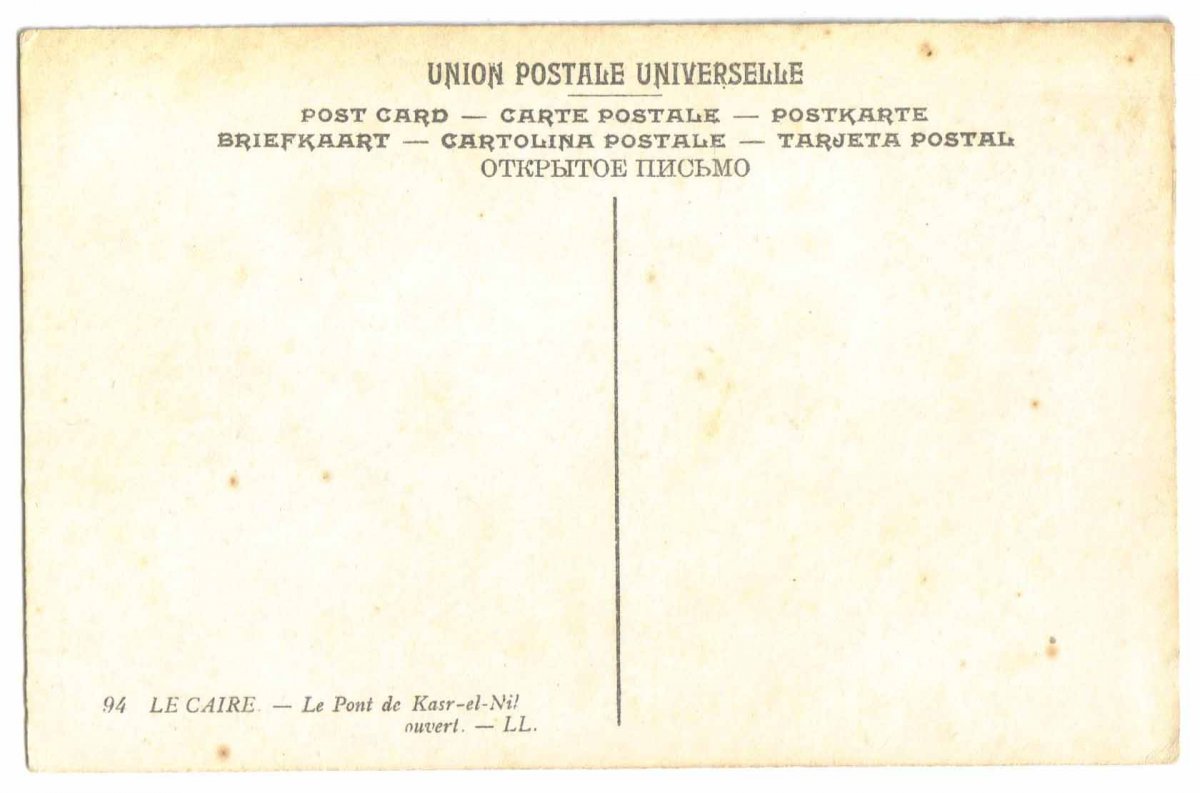 UNION POSTALE UNIVERSELLE
POST CARD — CARTE POSTALE — POSTKARTE
BRIEFKAART — CARTOLINA POSTALE — TARJETA POSTAL
ОТКРЫТОЕ ПИСЬМО
94 LE CAIRE. — Le Pont de Kasr-el-Nil
ouvert. — LL.